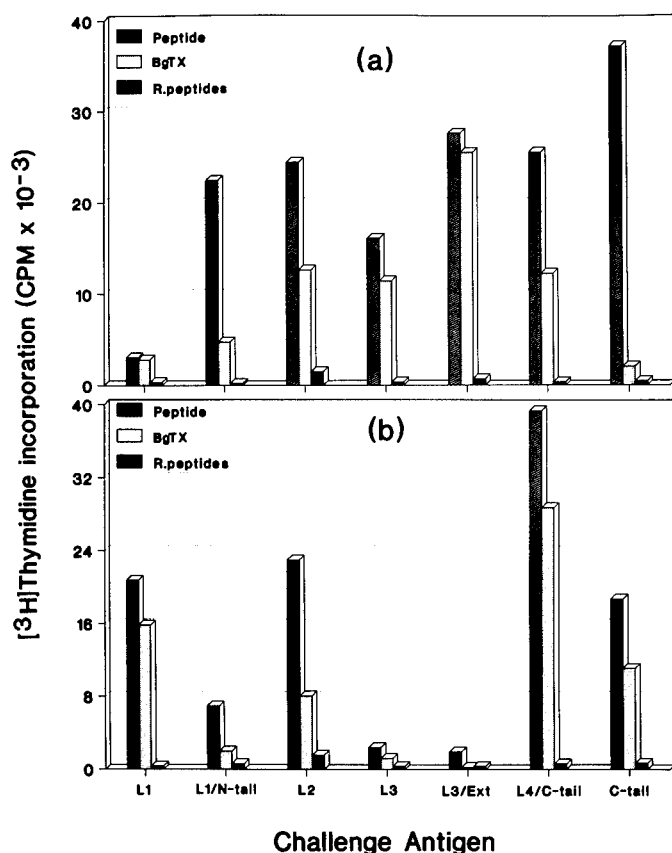 40
30
20
10
0
Peptide
BgTX
R.peptides
(a)
[3H]Thymidine incorporation (CPM x 10-3)
40
32
24
16
8
0
Peptide
BgTX
R.peptides
(b)
L1
L1/N-tail
L2
L3
L3/Ext
L4/C-tail
C-tail
Challenge Antigen